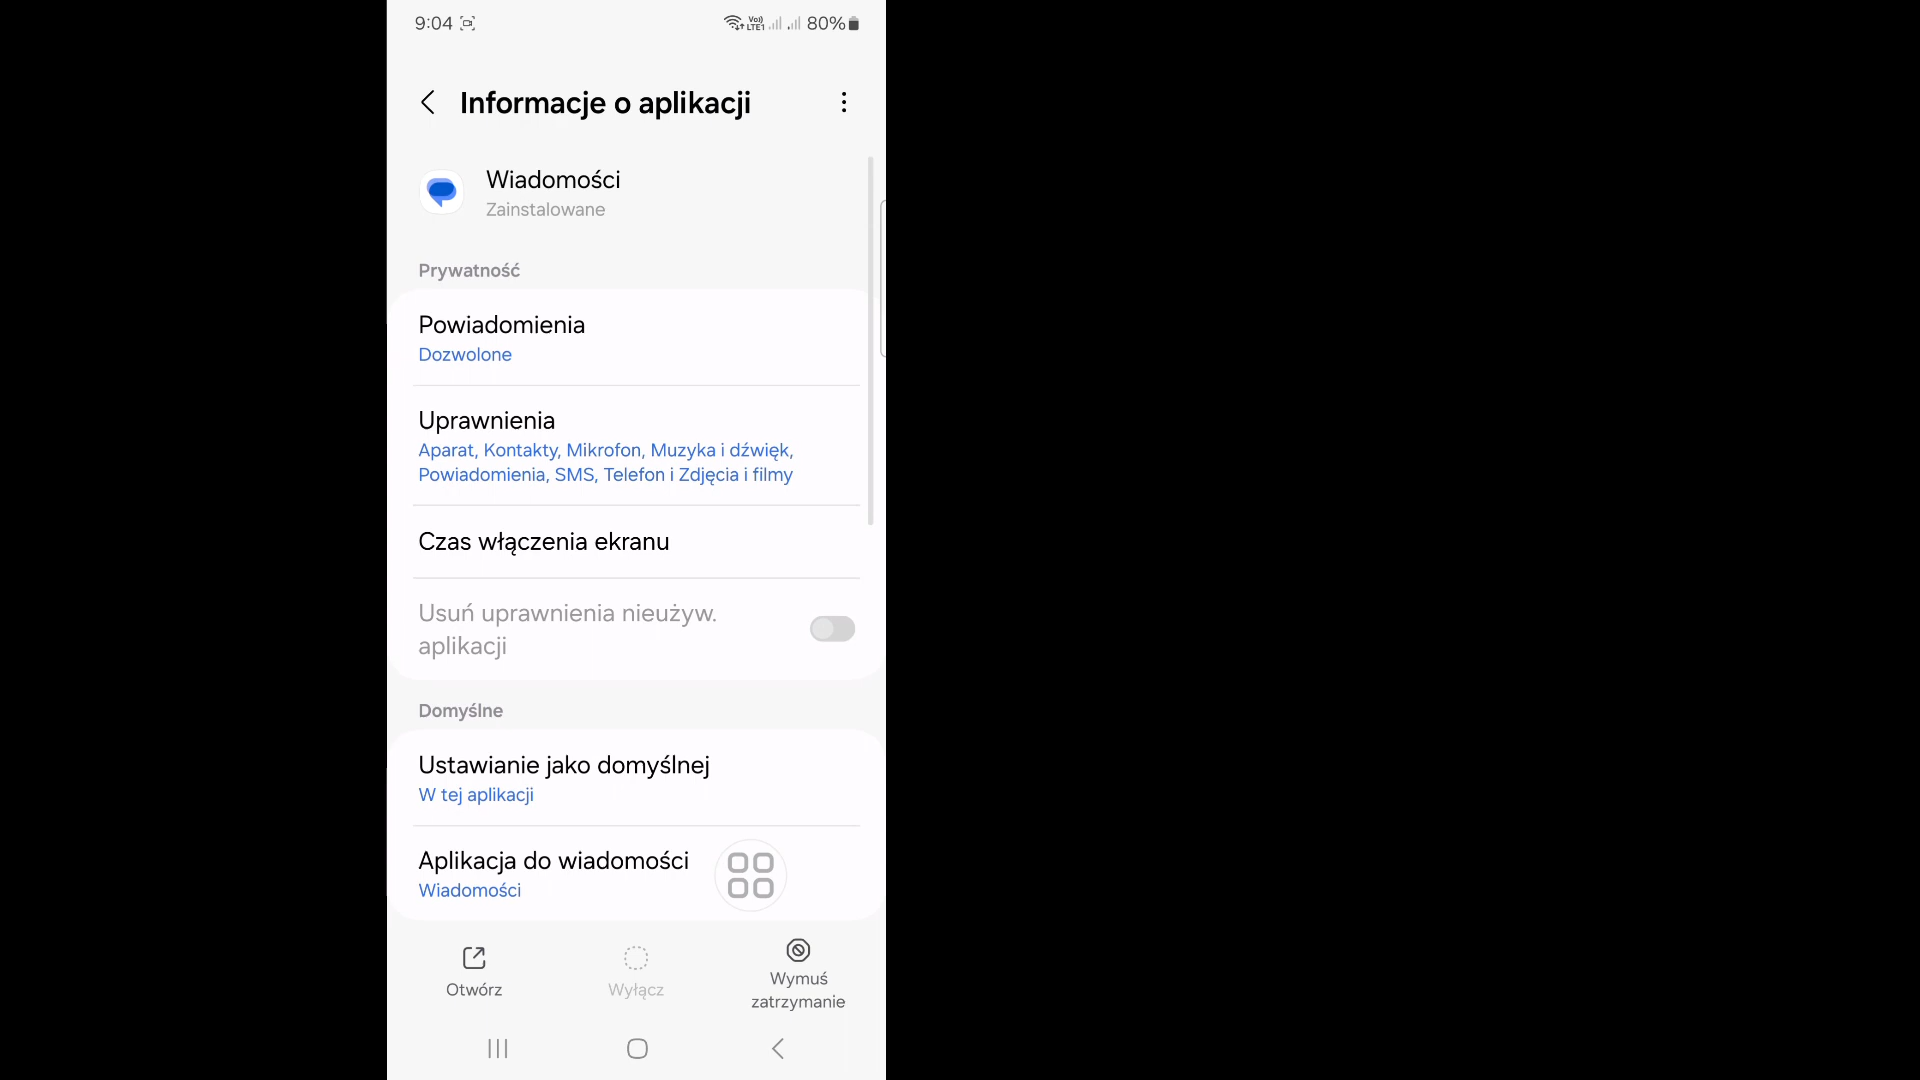 9:04 80%
Vo))
LTE1
Informacje o aplikacji
Wiadomości
Zainstalowane
Prywatność
Powiadomienia
Dozwolone
Uprawnienia
Aparat, Kontakty, Mikrofon, Muzyka i dźwięk,
Powiadomienia, SMS, Telefon i Zdjęcia i filmy
Czas włączenia ekranu
Usuń uprawnienia nieużyw.
aplikacji
Domyślne
Ustawianie jako domyślnej
W tej aplikacji
Aplikacja do wiadomości
Wiadomości
Otwórz
Wyłącz
Wymuś
zatrzymanie